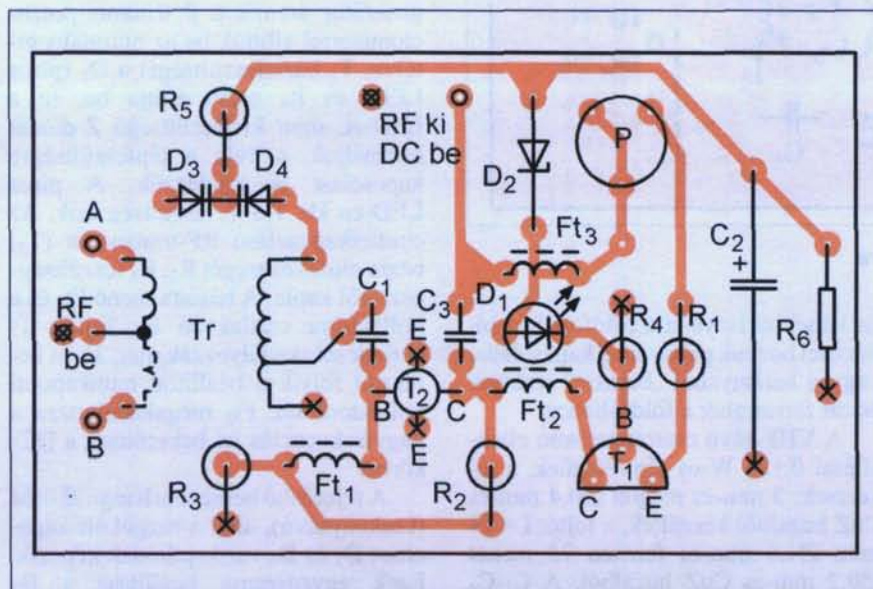 R5
RF ki
DC be
P
D3 D4
D2
A
Ft3
C2
+
C1
C3
D1
RF
be
Tr
E
R4
R1
R6
T2
B
C
Ft2
B
B
E
T1
R3
Ft1
R2
C
E